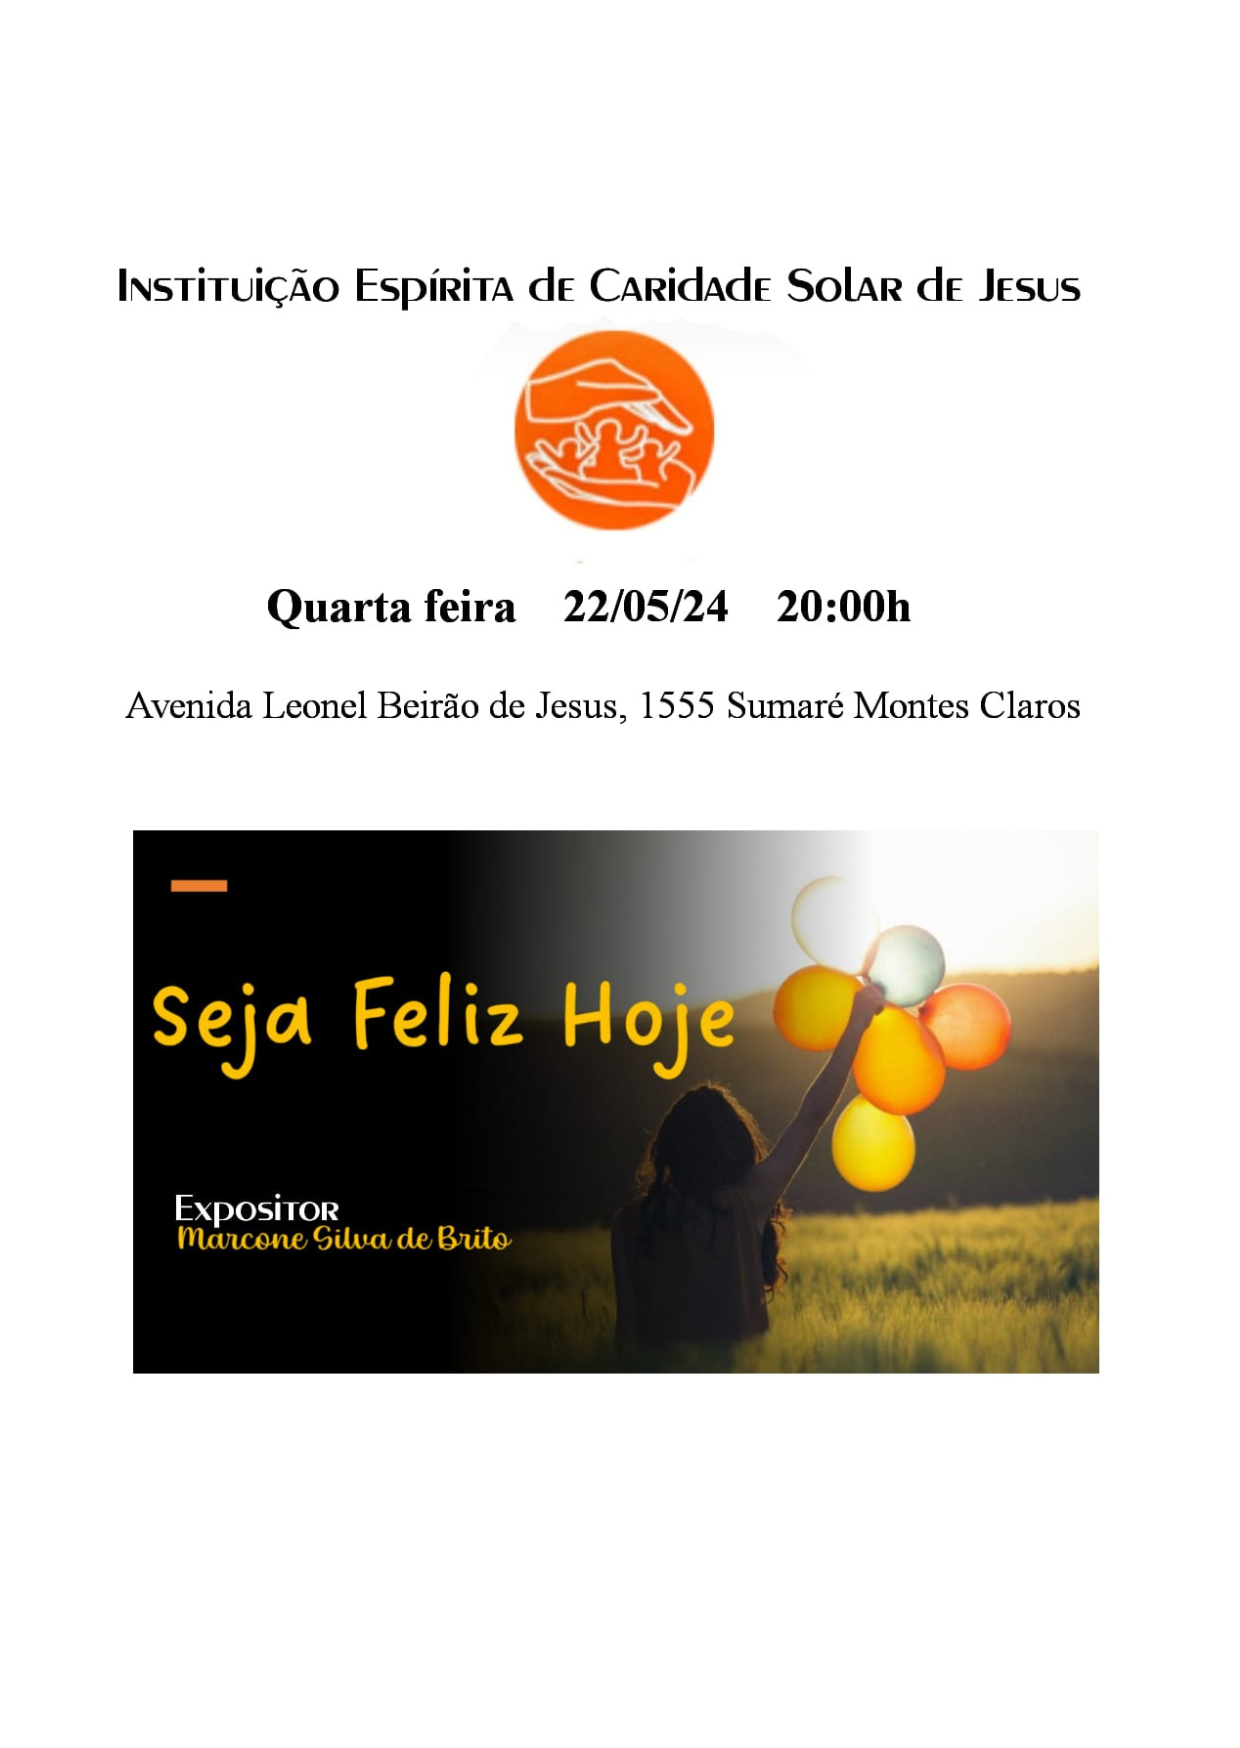 Instituição Espírita de Caridade Solar de Jesus
Quarta feira 22/05/24 20:00h
Avenida Leonel Beirão de Jesus, 1555 Sumaré Montes Claros
Seja Feliz Hoje
Expositor
Marcone Silva de Brito